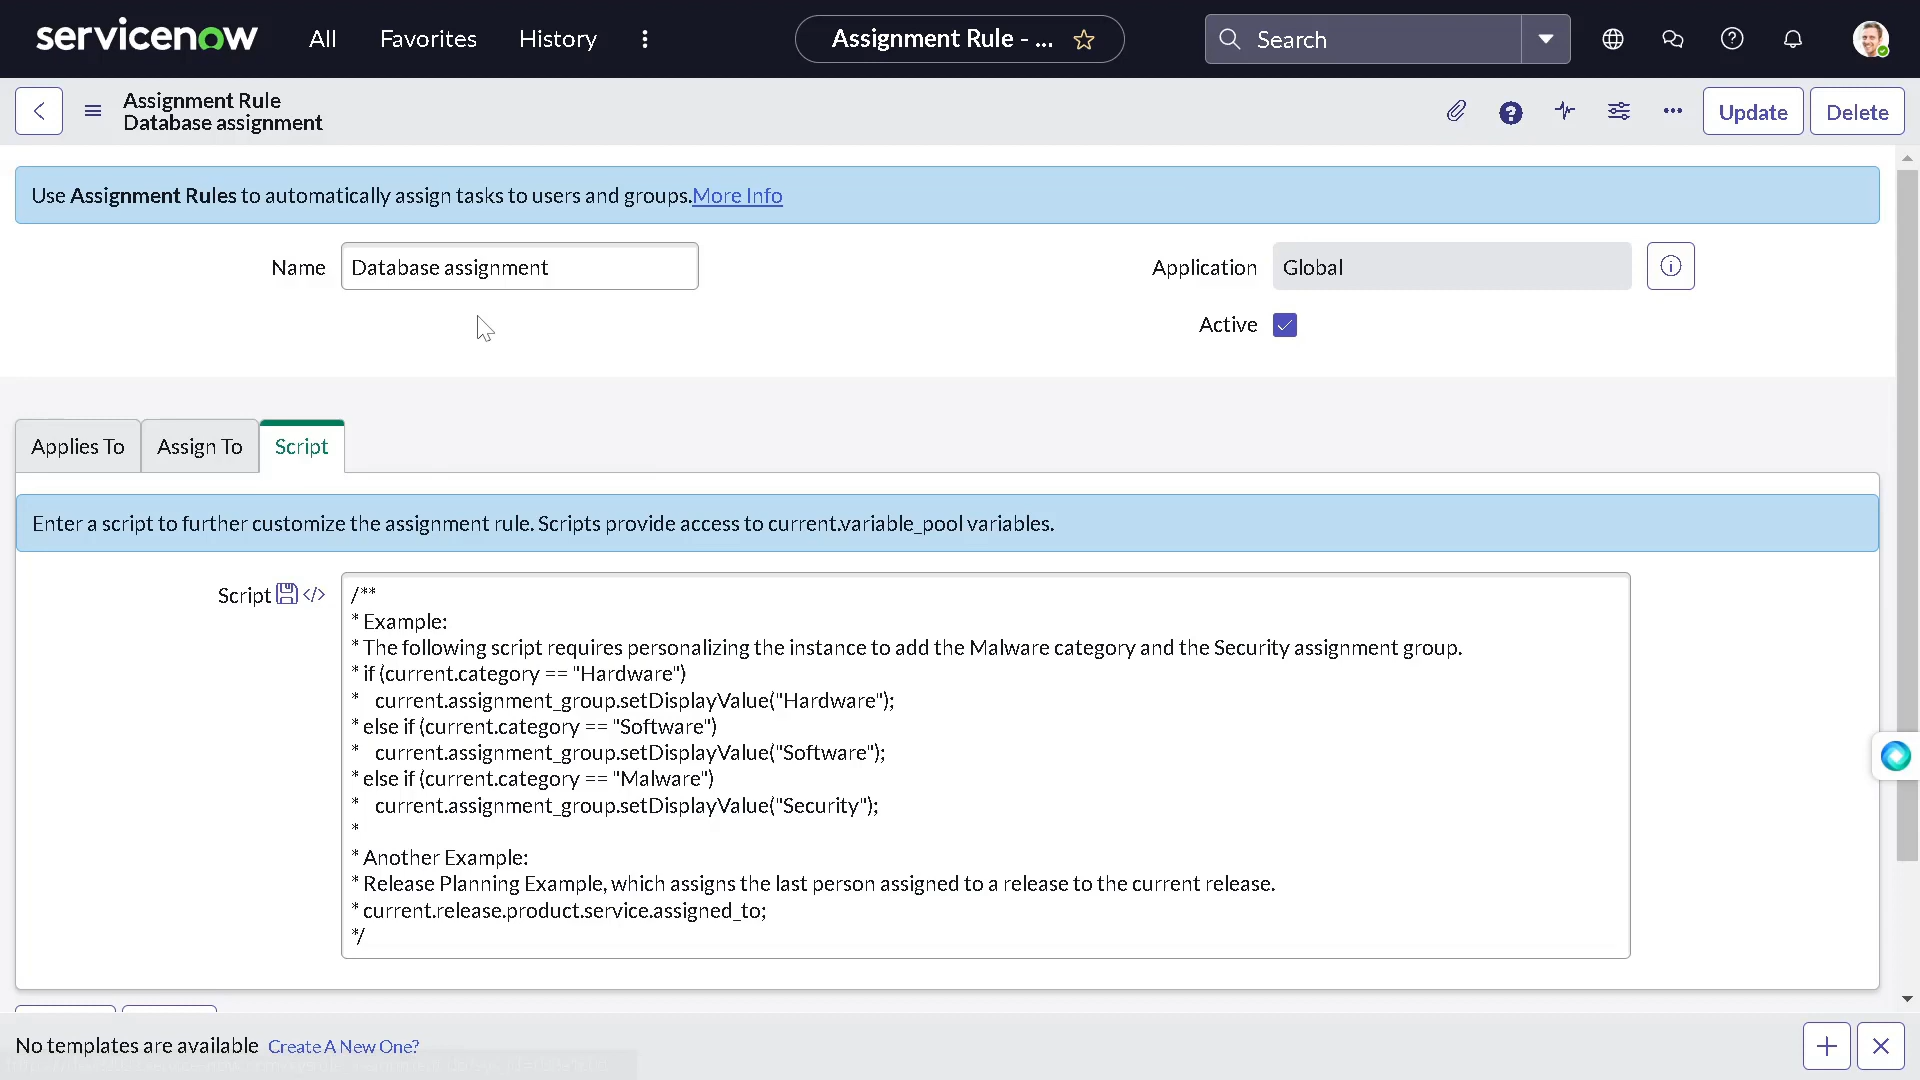 servicenow All Favorites History Assignment Rule - ... Search
Assignment Rule
Database assignment
Update Delete
Use Assignment Rules to automatically assign tasks to users and groups.More Info
Name Database assignment Application Global
Active
Applies To Assign To Script
Enter a script to further customize the assignment rule. Scripts provide access to current.variable_pool variables.
Script </> /**
* Example:
* The following script requires personalizing the instance to add the Malware category and the Security assignment group.
* if (current.category == "Hardware")
*   current.assignment_group.setDisplayValue("Hardware");
* else if (current.category == "Software")
*   current.assignment_group.setDisplayValue("Software");
* else if (current.category == "Malware")
*   current.assignment_group.setDisplayValue("Security");
*
* Another Example:
* Release Planning Example, which assigns the last person assigned to a release to the current release.
* current.release.product.service.assigned_to;
*/
No templates are available Create A New One?